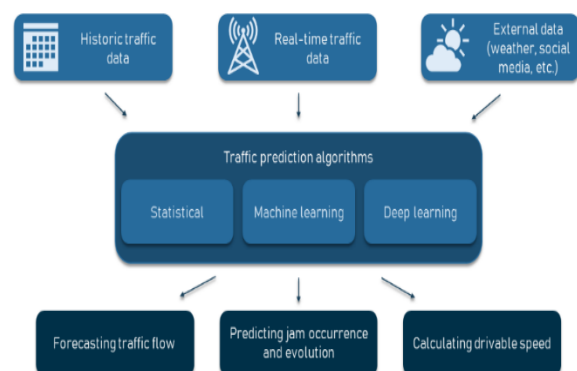 Historic traffic
data
Real-time traffic
data
External data
(weather, social
media, etc.)
Traffic prediction algorithms
Statistical
Machine learning
Deep learning
Forecasting traffic flow
Predicting jam occurrence
and evolution
Calculating drivable speed